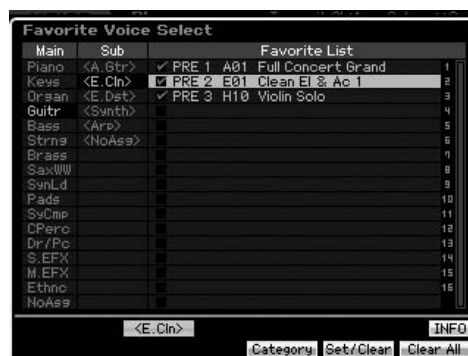 Favorite Voice Select
Main Sub Favorite List
Piano <A.Gtr> PRE 1 A01 Full Concert Grand 1
Keys <E.Cln> PRE 2 E01 Clean El & Ac 1 2
Organ <E.Dst> PRE 3 H10 Violin Solo 3
Guitr <Synth> 4
Bass <Arp> 5
Strng <NoAsg> 6
Brass 7
SaxWW 8
SynLd 9
Pads 10
SyCmp 11
CPerc 12
Dr/Pc 13
S.EFX 14
M.EFX 15
Ethnc 16
NoAsg
<E.Cln> INFO
Category Set/Clear Clear All